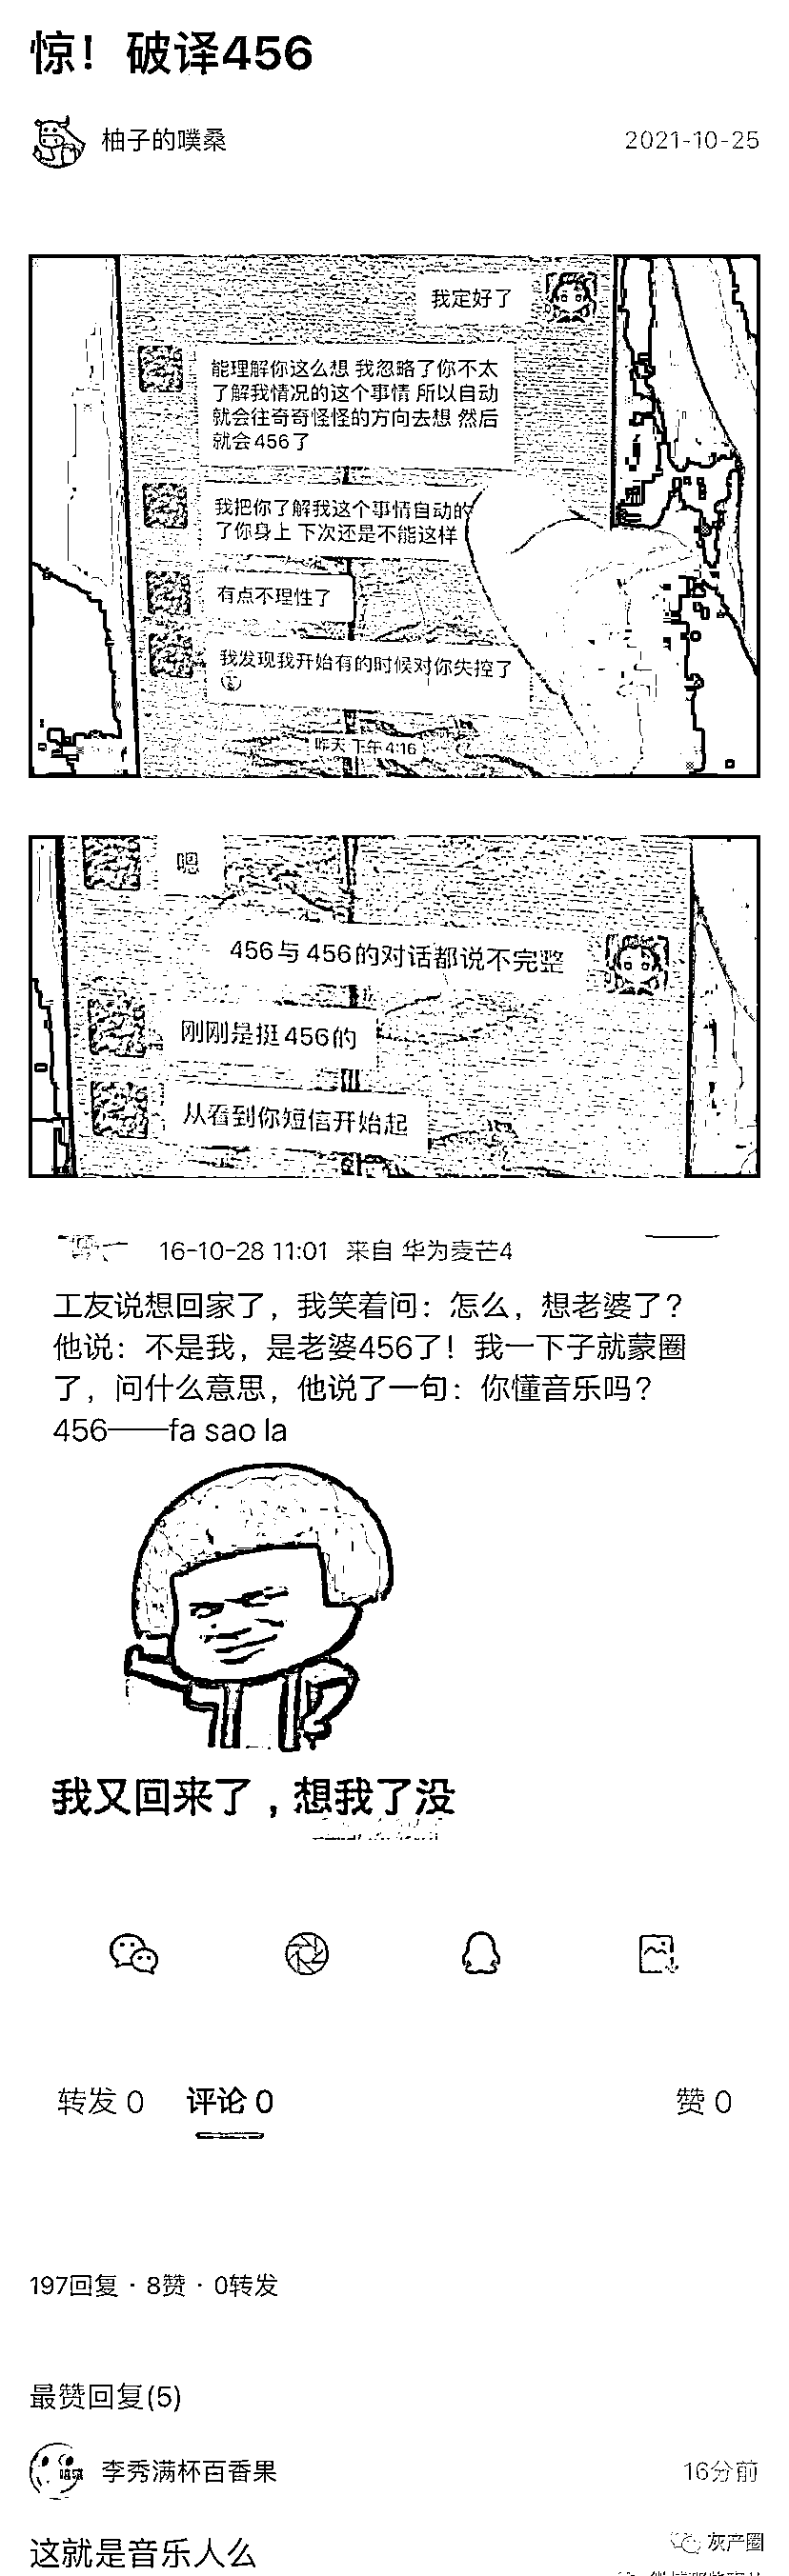 惊！破译456
柚子的噗桑
2021-10-25
我定好了
能理解你这么想 我忽略了你不太
了解我情况的这个事情 所以自动
就会往奇奇怪怪的方向去想 然后
就会456了
我把你了解我这个事情自动的
了你身上 下次还是不能这样
有点不理性了
我发现我开始有的时候对你失控了
昨天 下午 4:16
嗯
456与 456的对话都说不完整
刚刚是挺456的
从看到你短信开始起
16-10-28 11:01 来自 华为麦芒4
工友说想回家了，我笑着问：怎么，想老婆了？
他说：不是我，是老婆456了！我一下子就蒙圈
了，问什么意思，他说了一句：你懂音乐吗？
456——fa sao la
我又回来了，想我了没
转发 0
评论 0
赞 0
197回复 · 8赞 · 0转发
最赞回复(5)
李秀满杯百香果
16分前
这就是音乐人么
灰产圈